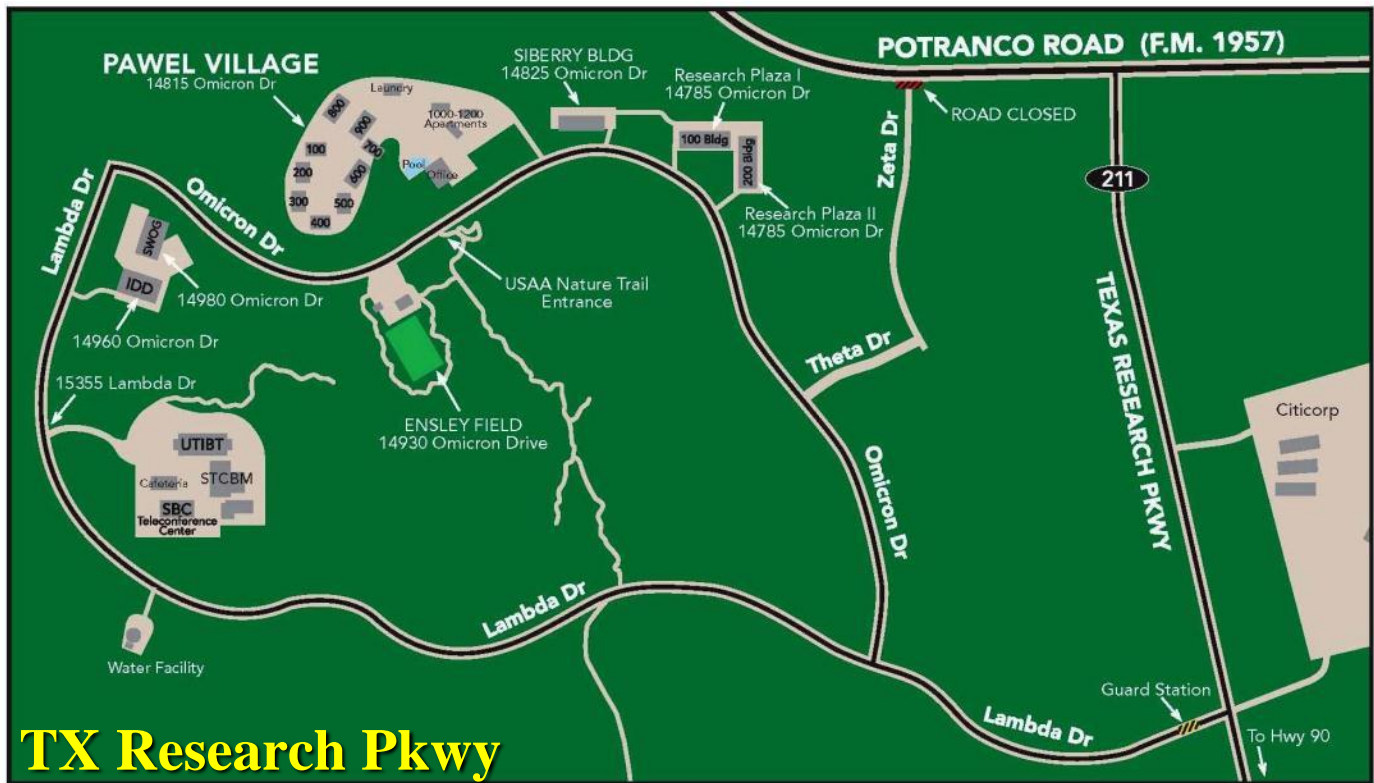 POTRANCO ROAD (F.M. 1957)
PAWEL VILLAGE
14815 Omicron Dr
SIBERRY BLDG
14825 Omicron Dr
Research Plaza I
14785 Omicron Dr
ROAD CLOSED
Laundry
800
900
1000-1200
Apartments
100
700
200
600
Pool
Office
300
500
400
100 Bldg
200 Bldg
Research Plaza II
14785 Omicron Dr
Zeta Dr
211
TEXAS RESEARCH PKWY
Lambda Dr
Omicron Dr
SWOG
IDD
14980 Omicron Dr
14960 Omicron Dr
USAA Nature Trail
Entrance
Theta Dr
15355 Lambda Dr
ENSLEY FIELD
14930 Omicron Drive
Citicorp
UTIBT
Cafeteria
STCBM
SBC
Teleconference
Center
Omicron Dr
Lambda Dr
Water Facility
Guard Station
Lambda Dr
To Hwy 90
TX Research Pkwy